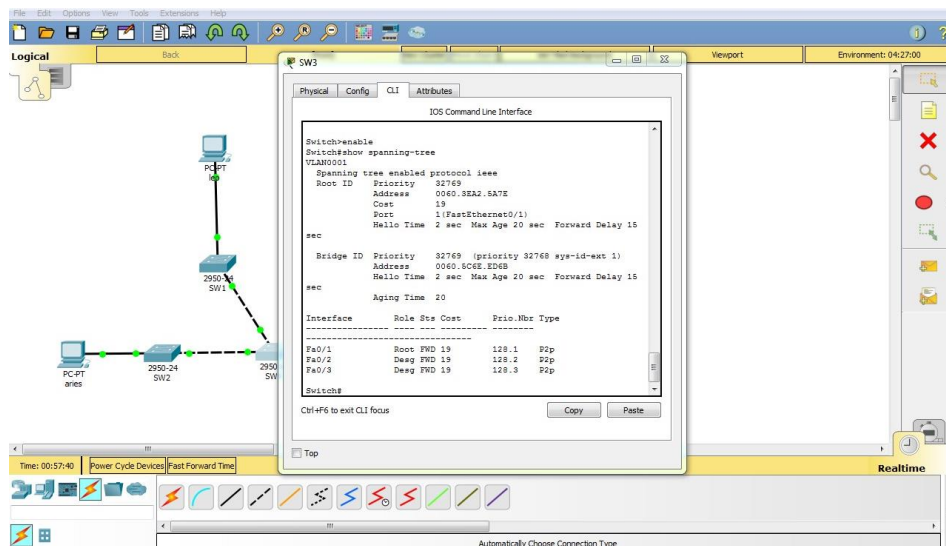 File Edit Options View Tools Extensions Help
Logical
Back
Viewport
Environment: 04:27:00
SW3
Physical Config CLI Attributes
IOS Command Line Interface
Switch>enable
Switch#show spanning-tree
VLAN0001
Spanning tree enabled protocol ieee
Root ID Priority 32769
Address 0060.3EA2.5A7E
Cost 19
Port 1(FastEthernet0/1)
Hello Time 2 sec Max Age 20 sec Forward Delay 15
sec
Bridge ID Priority 32769 (priority 32768 sys-id-ext 1)
Address 0060.5C6E.ED6B
Hello Time 2 sec Max Age 20 sec Forward Delay 15
sec
Aging Time 20
Interface Role Sts Cost Prio.Nbr Type
---------------- ---- --- --------- --------
--------------------------------
Fa0/1 Root FWD 19 128.1 P2p
Fa0/2 Desg FWD 19 128.2 P2p
Fa0/3 Desg FWD 19 128.3 P2p
Switch#
Ctrl+F6 to exit CLI focus
Copy
Paste
Top
PC-PT
leo
2950-24
SW1
PC-PT
aries
2950-24
SW2
2950
SW
Time: 00:57:40
Power Cycle Devices
Fast Forward Time
Realtime
Automatically Choose Connection Type